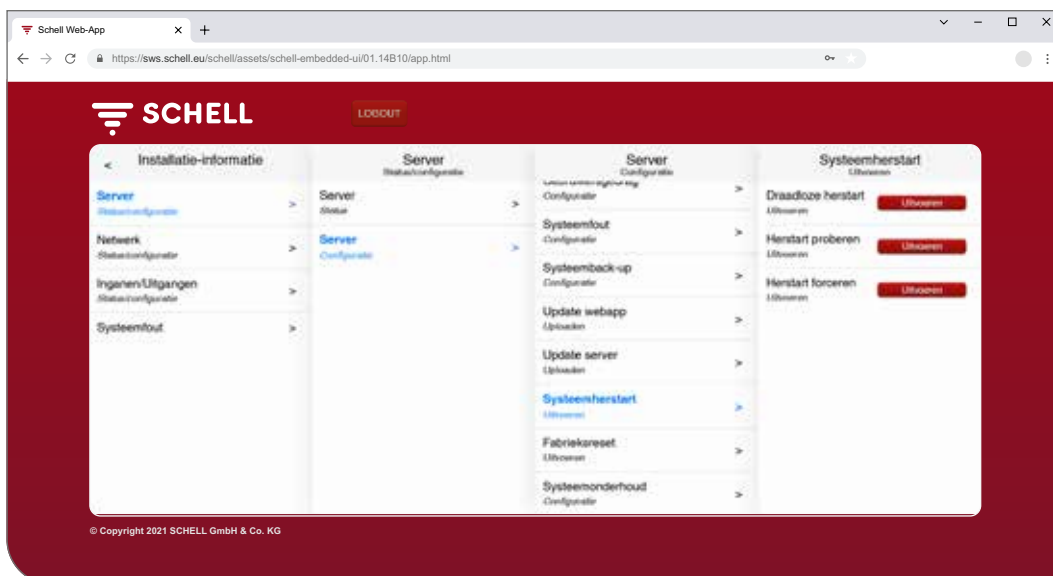 Schell Web-App
https://sws.schell.eu/schell/assets/schell-embedded-ui/01.14B10/app.html
SCHELL
LOGOUT
< Installatie-informatie
Server >
Status/configuratie
Netwerk >
Status/configuratie
Inganen/Uitgangen >
Status/configuratie
Systeemfout >
Server
Status/configuratie
Server >
Status
Server >
Configuratie
Server
Configuratie
Configuratie >
Systeemfout >
Configuratie
Systeemback-up >
Configuratie
Update webapp >
Uploaden
Update server >
Uploaden
Systeemherstart >
Uitvoeren
Fabrieksreset >
Uitvoeren
Systeemonderhoud >
Configuratie
Systeemherstart
Uitvoeren
Draadloze herstart Uitvoeren
Uitvoeren
Herstart proberen Uitvoeren
Uitvoeren
Herstart forceren Uitvoeren
Uitvoeren
© Copyright 2021 SCHELL GmbH & Co. KG